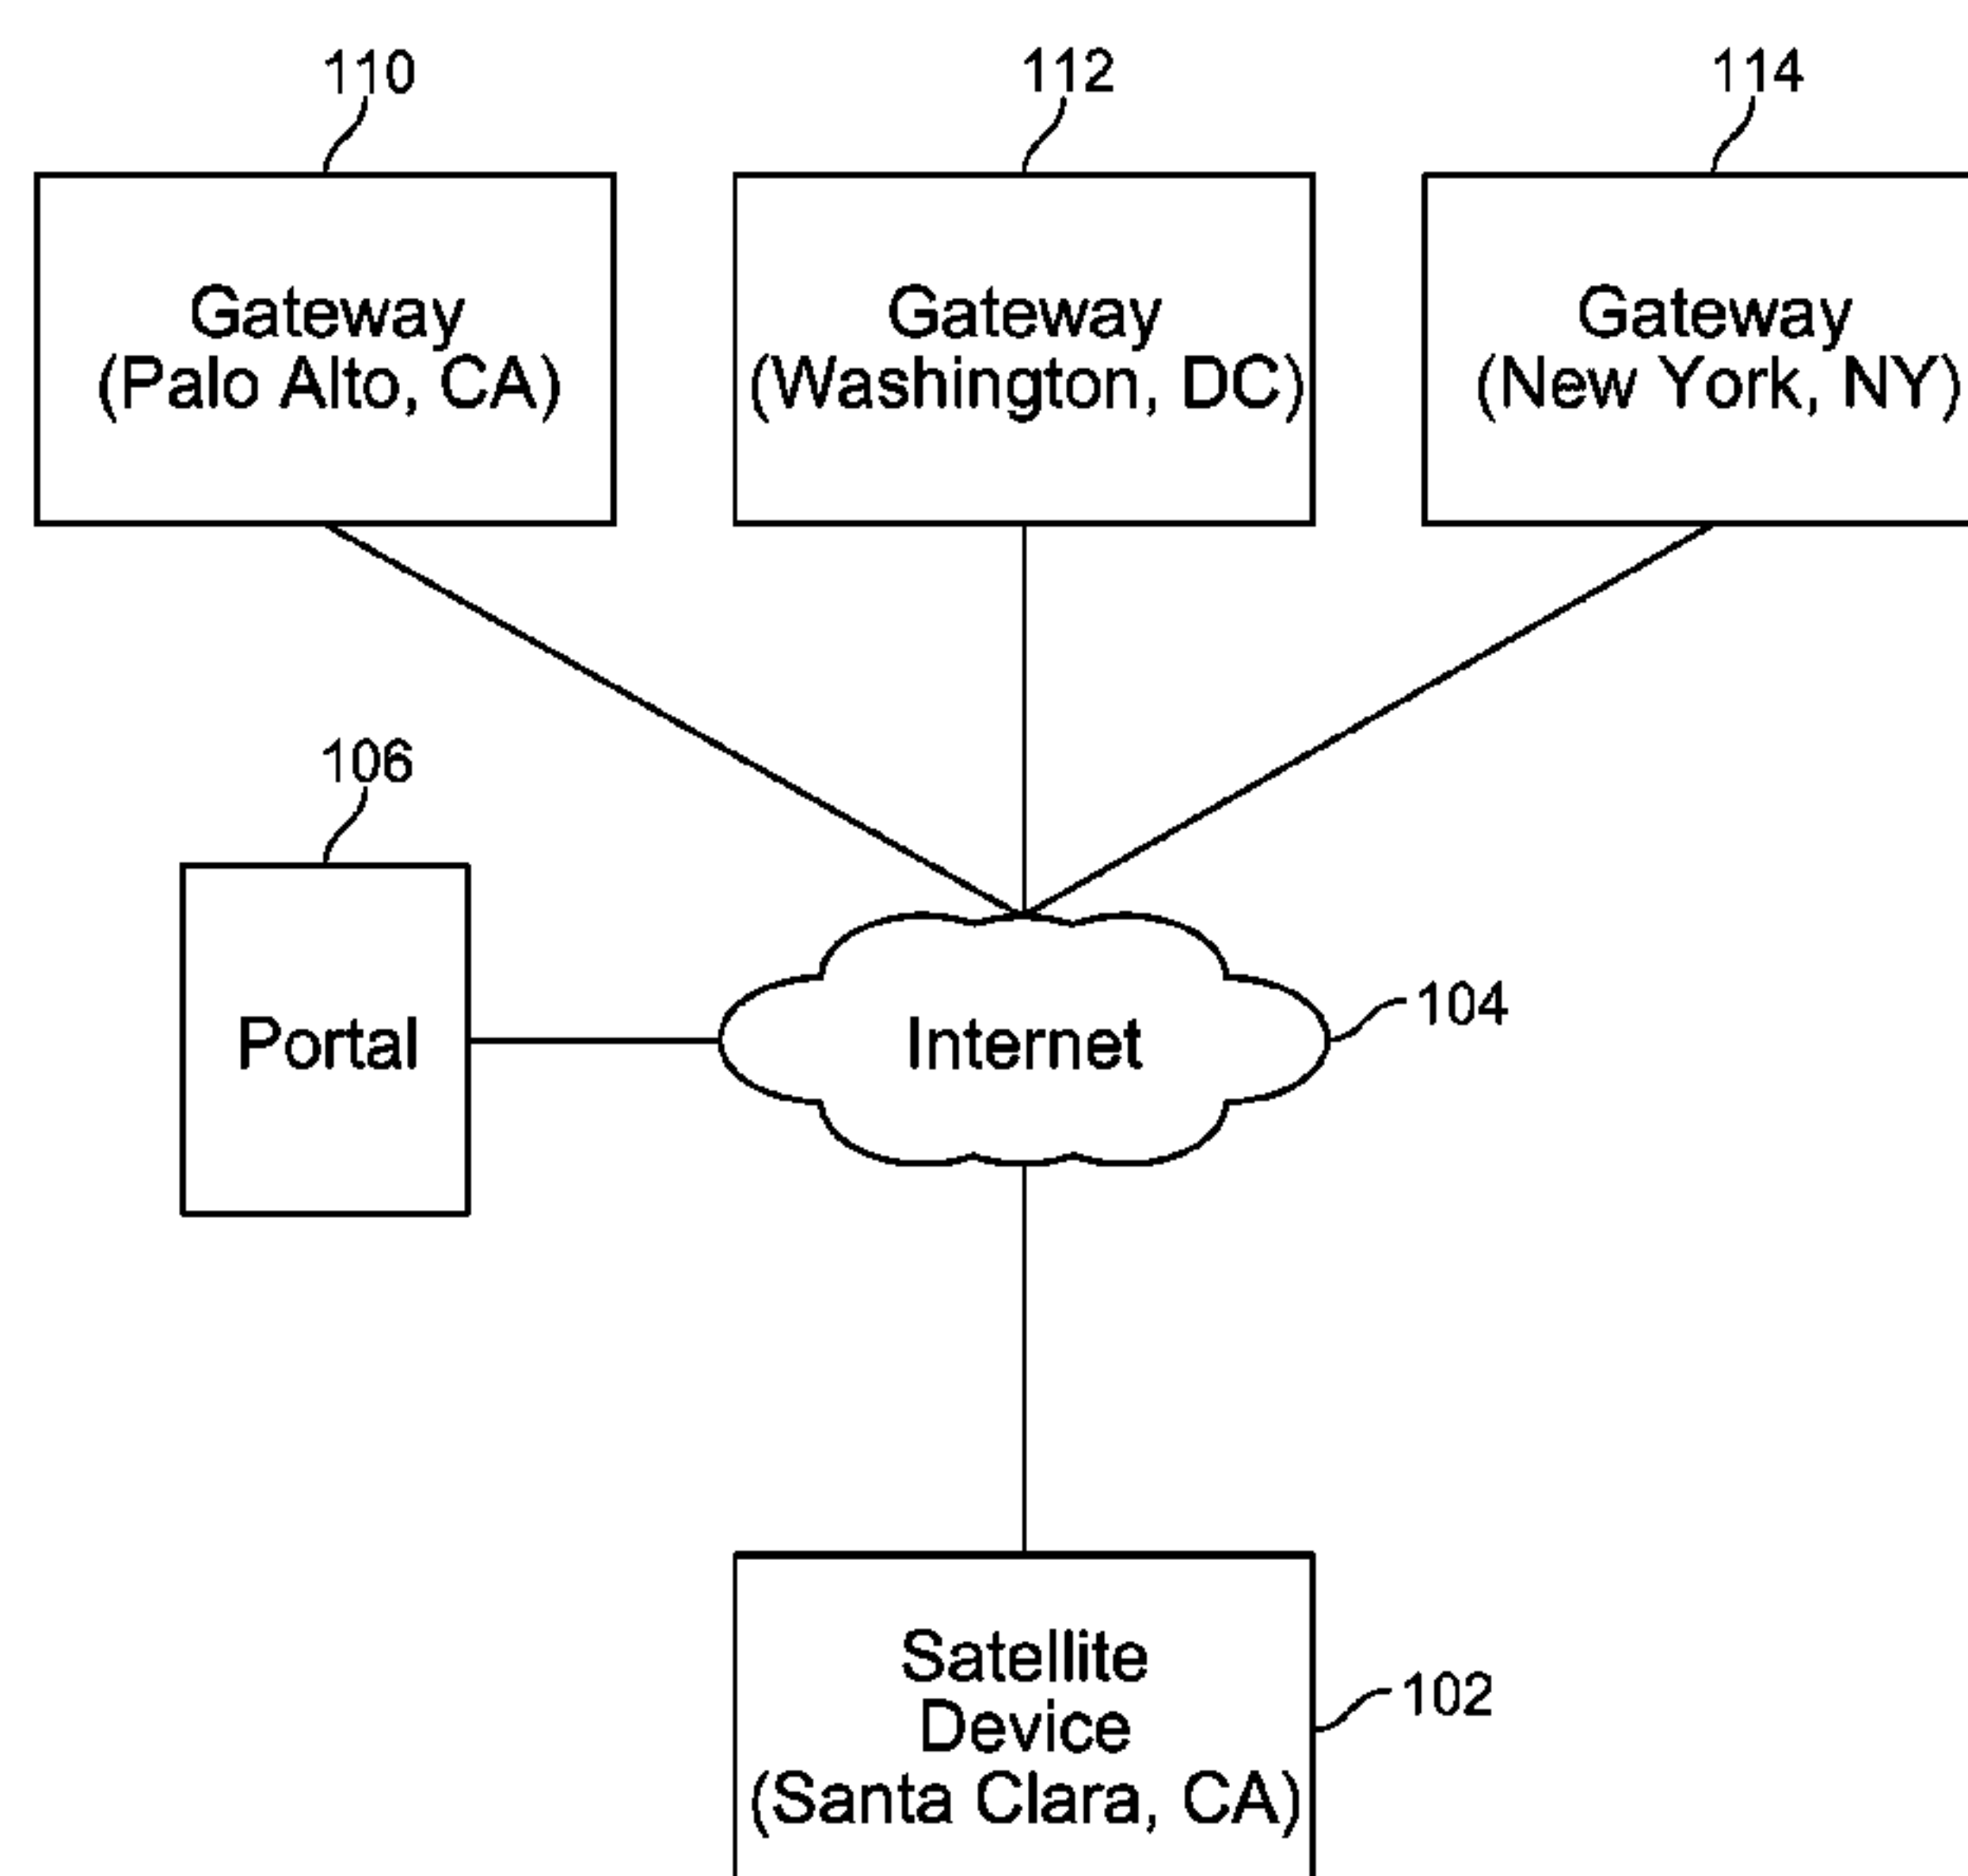 110
112
114
Gateway
(Palo Alto, CA)
Gateway
(Washington, DC)
Gateway
(New York, NY)
106
Portal
Internet
104
Satellite
Device
(Santa Clara, CA)
102